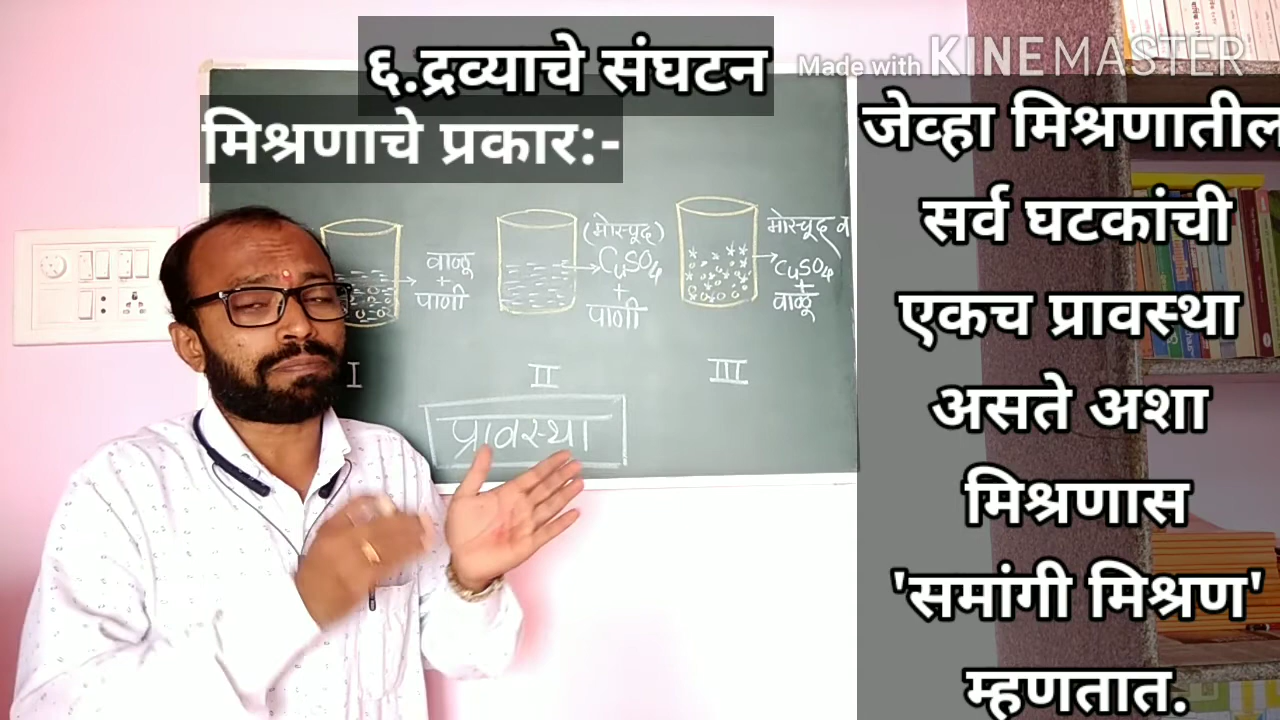 ६.द्रव्याचे संघटन
मिश्रणाचे प्रकार:-
Made with KINEMASTER
जेव्हा मिश्रणातील
सर्व घटकांची
एकच प्रावस्था
असते अशा
मिश्रणास
'समांगी मिश्रण'
म्हणतात.
वाळू
+
पाणी
I
(मोरचूद)
CuSO4
+
पाणी
II
मोरचूद व
CuSO4
+
वाळू
III
प्रावस्था